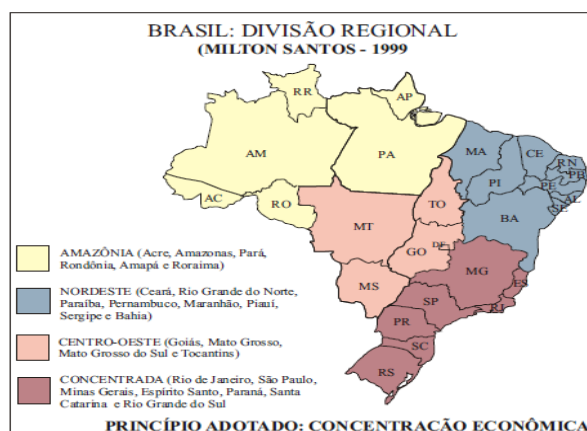 BRASIL: DIVISÃO REGIONAL
(MILTON SANTOS - 1999
RR
AP
AM
PA
MA
CE
RN
PB
PI
PE
AL
SE
AC
RO
TO
BA
MT
GO
DF
MG
ES
MS
SP
RJ
PR
SC
RS
AMAZÔNIA (Acre, Amazonas, Pará,
Rondônia, Amapá e Roraima)
NORDESTE (Ceará, Rio Grande do Norte,
Paraíba, Pernambuco, Maranhão, Piauí,
Sergipe e Bahia)
CENTRO-OESTE (Goiás, Mato Grosso,
Mato Grosso do Sul e Tocantins)
CONCENTRADA (Rio de Janeiro, São Paulo,
Minas Gerais, Espírito Santo, Paraná, Santa
Catarina e Rio Grande do Sul
PRINCÍPIO ADOTADO: CONCENTRAÇÃO ECONÔMICA